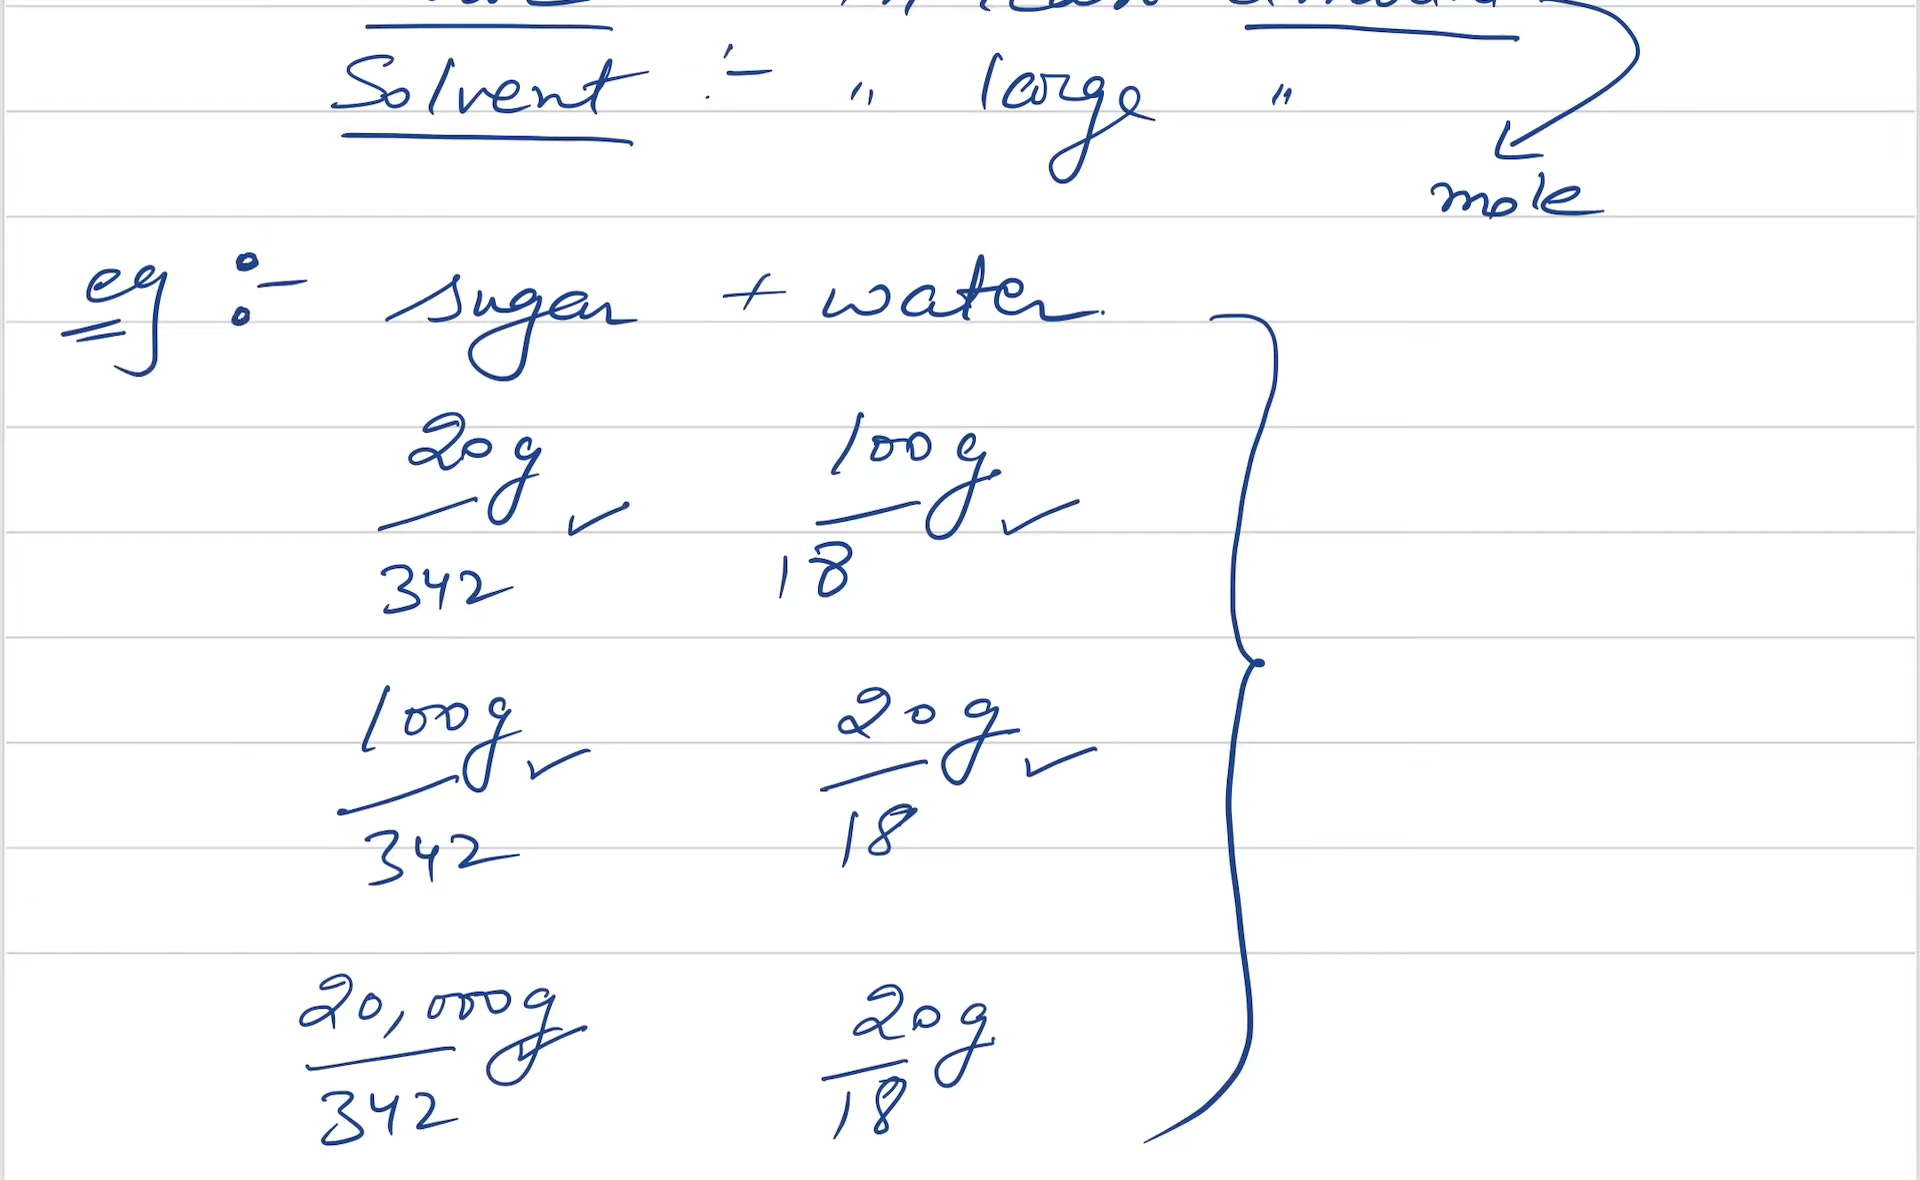 Solvent :- " large "
mole
eg :- sugar + water.
20g 100g
342 18
100g 20g
342 18
20,000g 20g
342 18